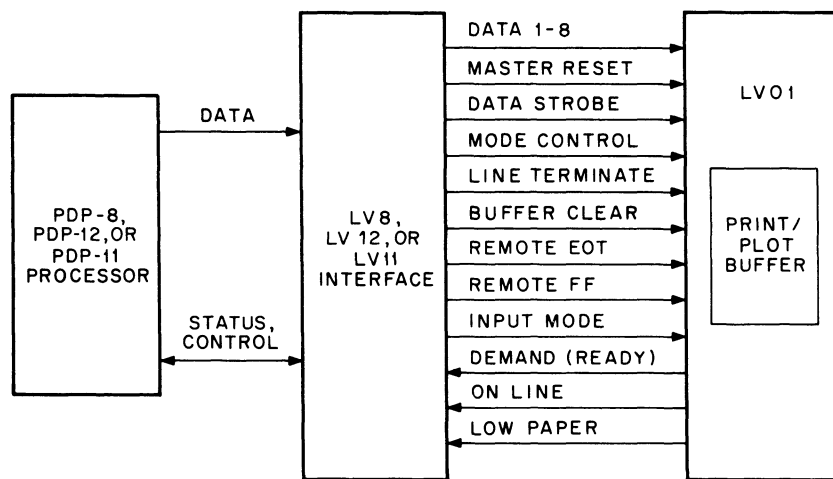 PDP-8,
PDP-12, OR
PDP-11
PROCESSOR
DATA
STATUS,
CONTROL
LV8,
LV 12, OR
LV11
INTERFACE
DATA 1-8
MASTER RESET
DATA STROBE
MODE CONTROL
LINE TERMINATE
BUFFER CLEAR
REMOTE EOT
REMOTE FF
INPUT MODE
DEMAND (READY)
ON LINE
LOW PAPER
LV01
PRINT/
PLOT
BUFFER